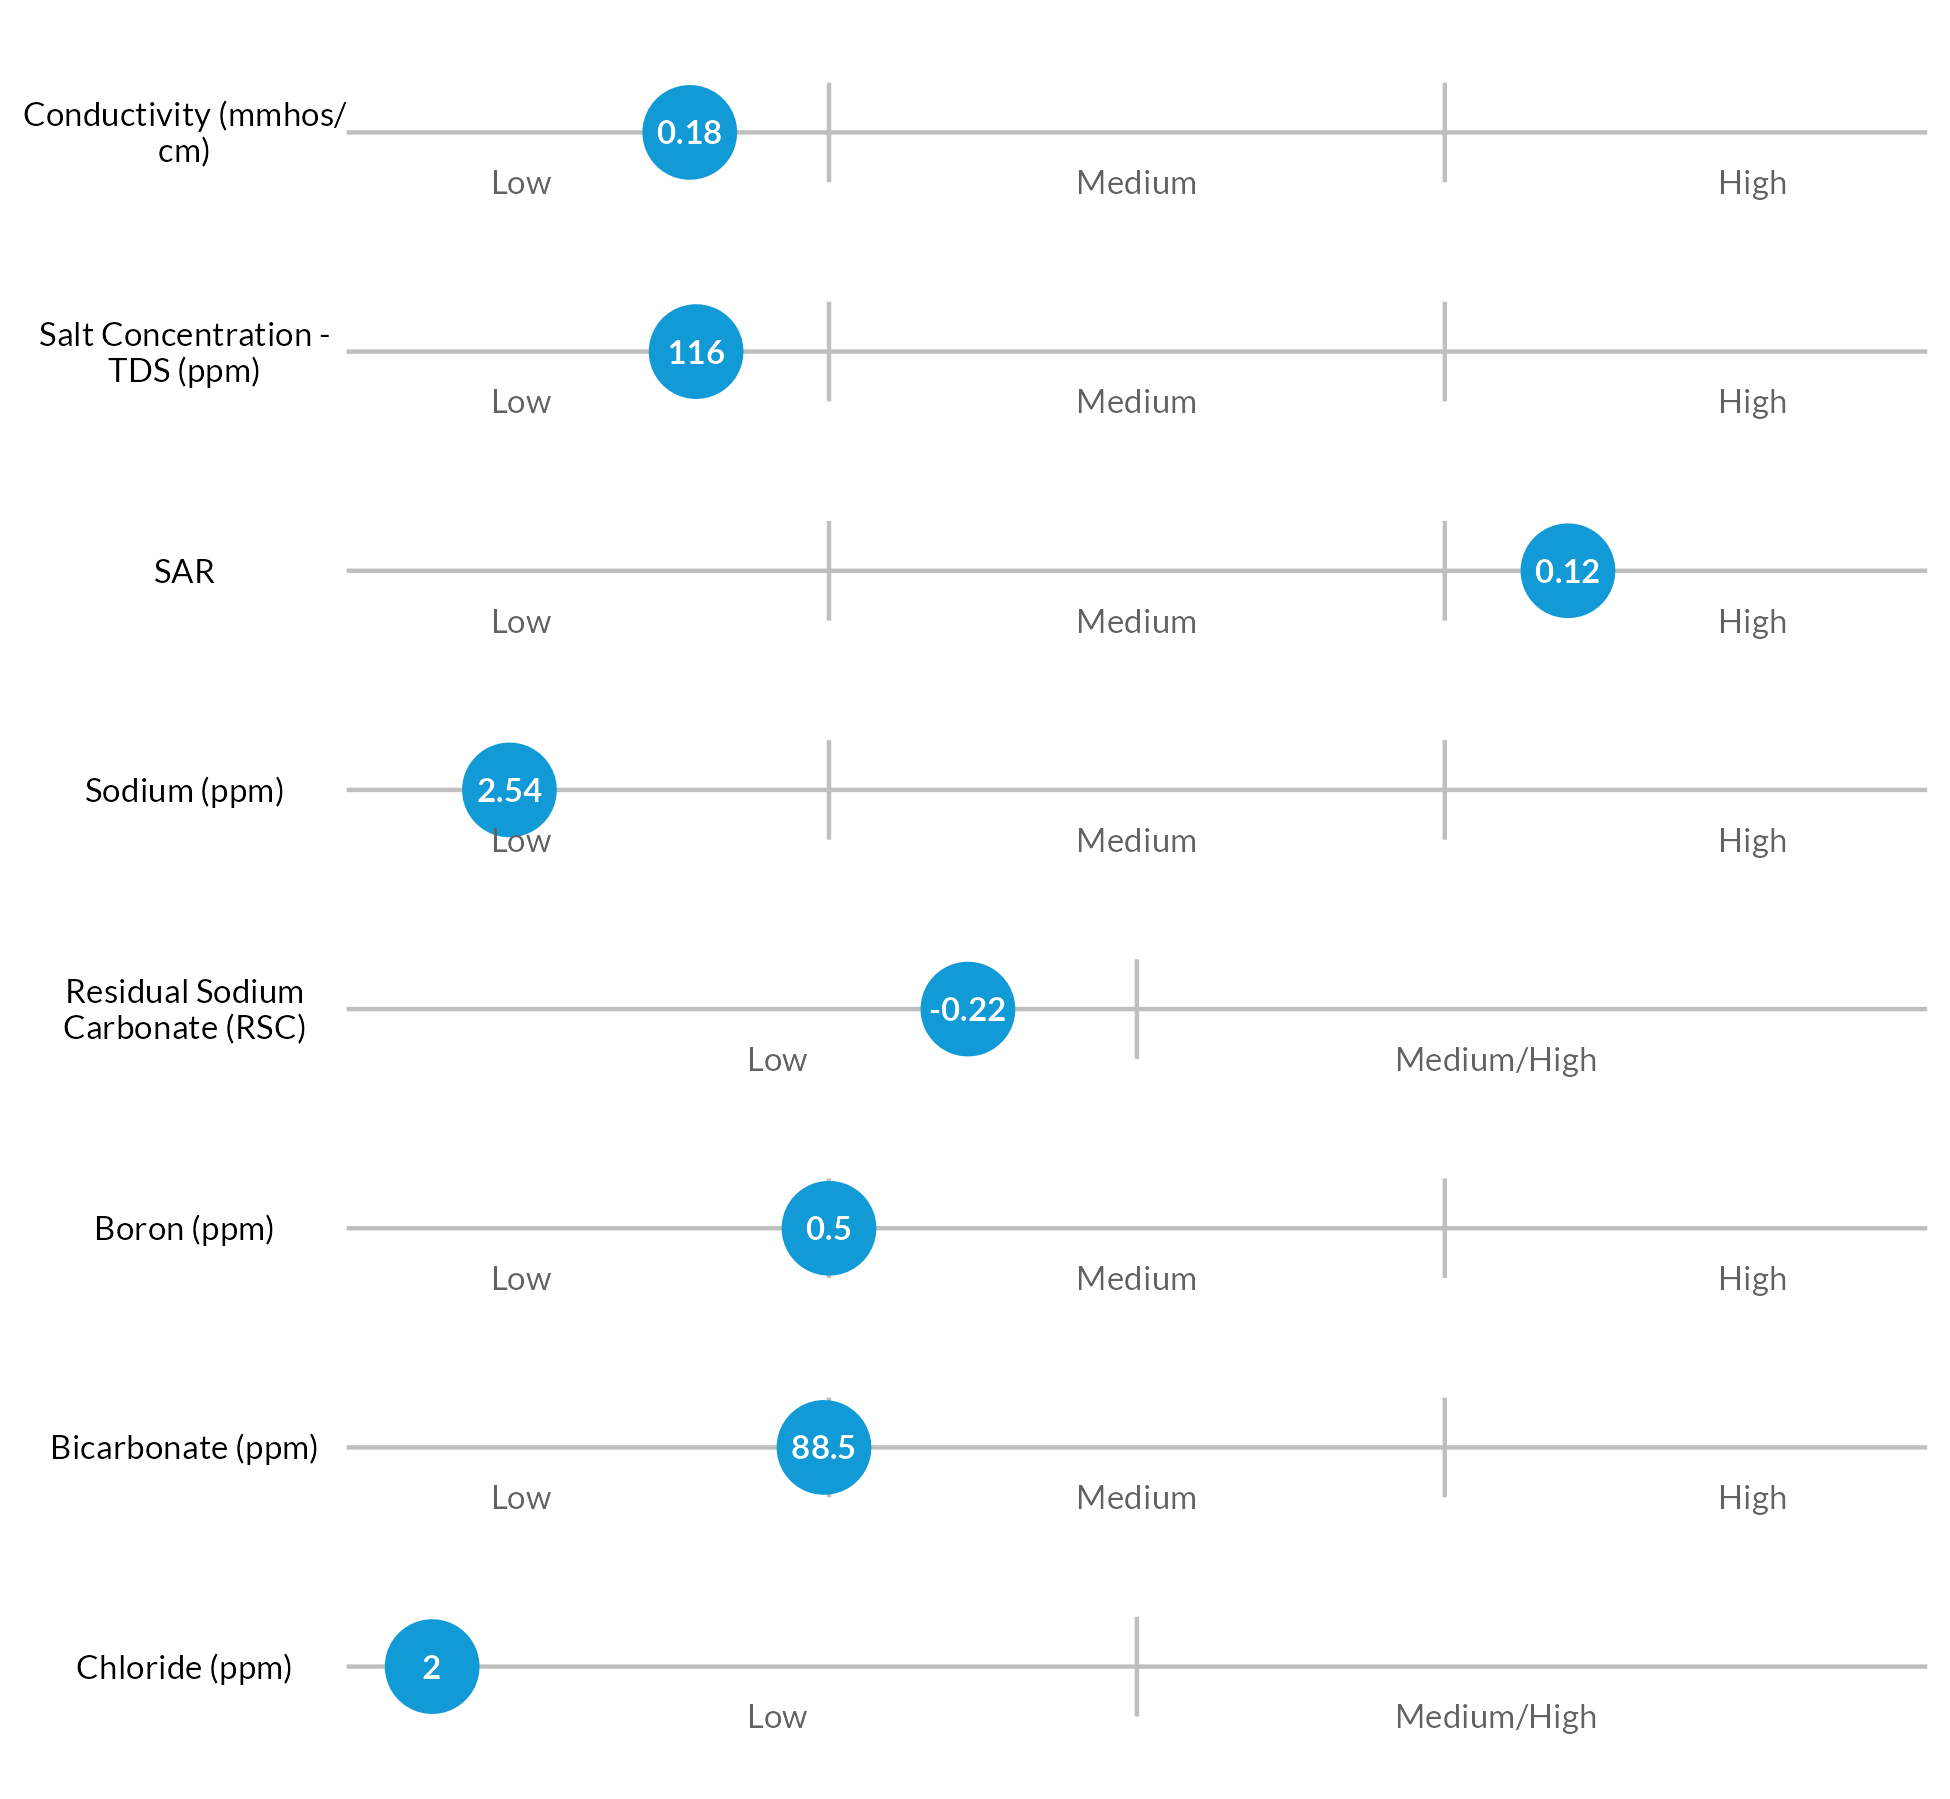 Conductivity (mmhos/
cm)
0.18
Low
Medium
High
Salt Concentration -
TDS (ppm)
116
Low
Medium
High
SAR
0.12
Low
Medium
High
Sodium (ppm)
2.54
Low
Medium
High
Residual Sodium
Carbonate (RSC)
-0.22
Low
Medium/High
Boron (ppm)
0.5
Low
Medium
High
Bicarbonate (ppm)
88.5
Low
Medium
High
Chloride (ppm)
2
Low
Medium/High